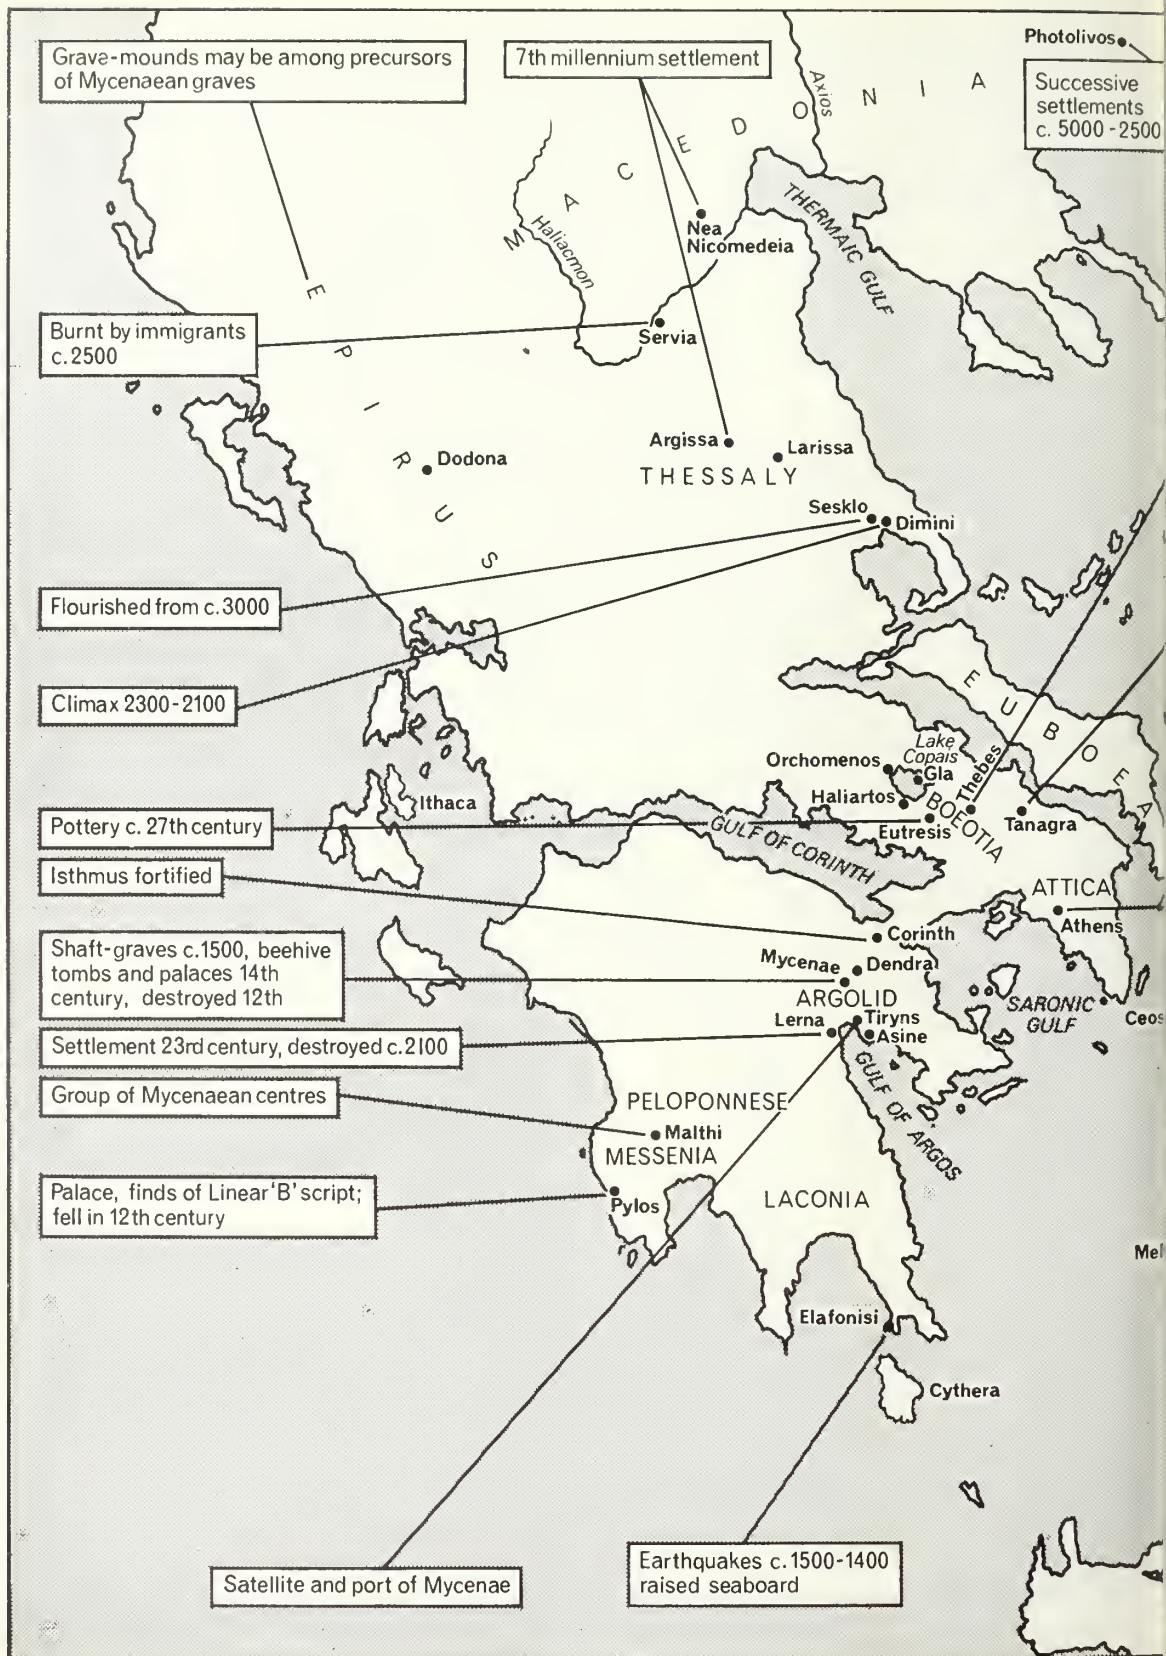 Grave-mounds may be among precursors
of Mycenaean graves
7th millennium settlement
Photolivos
Successive
settlements
c. 5000-2500
Axios
MACEDONIA
Haliacmon
Nea
Nicomedeia
THERMAIC GULF
EPIRUS
Burnt by immigrants
c.2500
Servia
Argissa
Larissa
Dodona
THESSALY
Sesklo
Dimini
Flourished from c.3000
Climax 2300-2100
EUBOEA
Lake
Copais
Orchomenos
Gla
Thebes
Haliartos
BOEOTIA
Ithaca
Pottery c. 27th century
Eutresis
Tanagra
GULF OF CORINTH
Isthmus fortified
ATTICA
Athens
Corinth
Shaft-graves c.1500, beehive
tombs and palaces 14th
century, destroyed 12th
Mycenae
Dendra
ARGOLID
SARONIC
GULF
Ceos
Lerna
Tiryns
Asine
Settlement 23rd century, destroyed c.2100
GULF OF ARGOS
Group of Mycenaean centres
PELOPONNESE
Malthi
MESSENIA
Palace, finds of Linear 'B' script;
fell in 12th century
Pylos
LACONIA
Mel
Elafonisi
Cythera
Satellite and port of Mycenae
Earthquakes c.1500-1400
raised seaboard